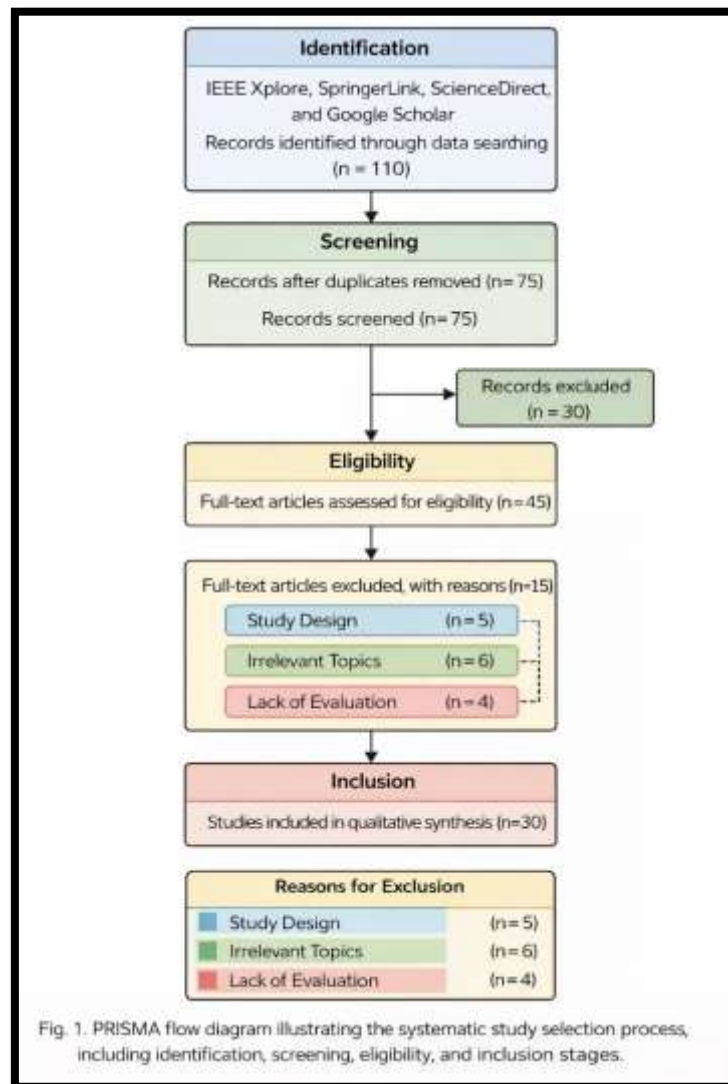 Identification
IEEE Xplore, SpringerLink, ScienceDirect,
and Google Scholar
Records identified through data searching
(n = 110)
Screening
Records after duplicates removed (n= 75)
Records screened (n= 75)
Records excluded
(n = 30)
Eligibility
Full-text articles assessed for eligibility (n=45)
Full-text articles excluded, with reasons (n=15)
Study Design (n= 5)
Irrelevant Topics (n= 6)
Lack of Evaluation (n= 4)
Inclusion
Studies included in qualitative synthesis (n=30)
Reasons for Exclusion
Study Design (n= 5)
Irrelevant Topics (n= 6)
Lack of Evaluation (n= 4)
Fig. 1. PRISMA flow diagram illustrating the systematic study selection process,
including identification, screening, eligibility, and inclusion stages.